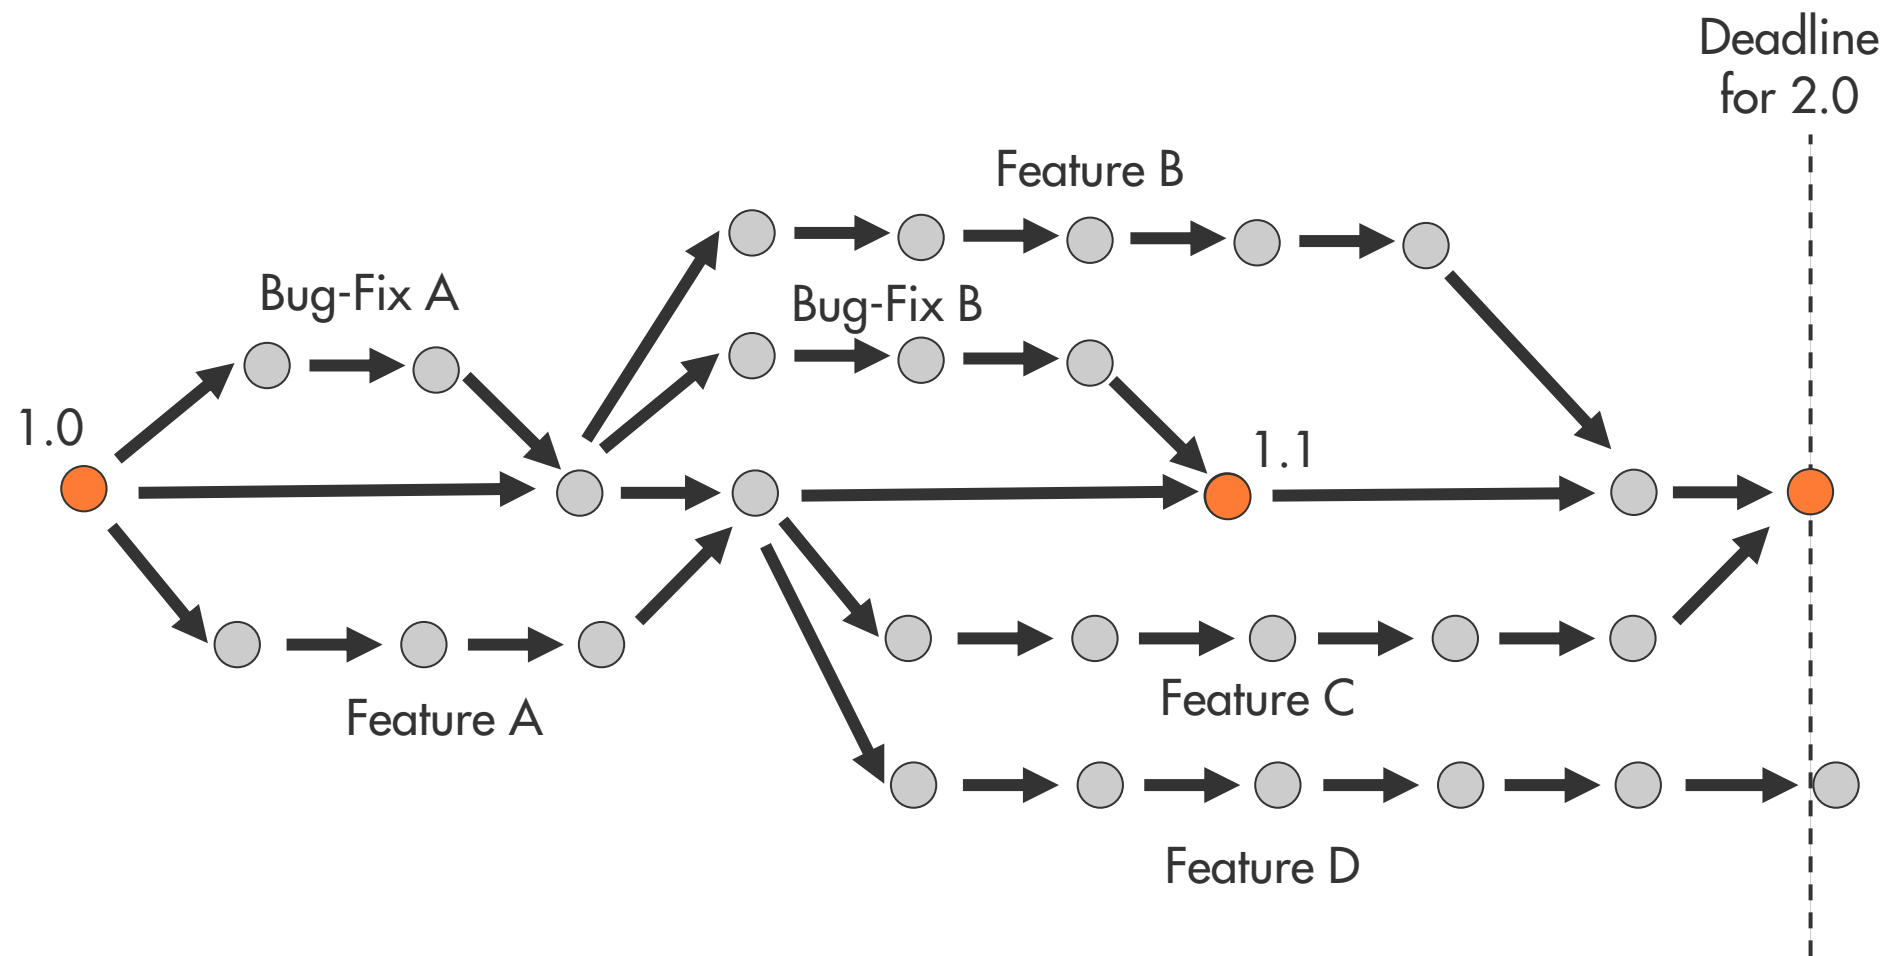 Deadline
for 2.0
Feature B
Bug-Fix A
Bug-Fix B
1.0
1.1
Feature A
Feature C
Feature D